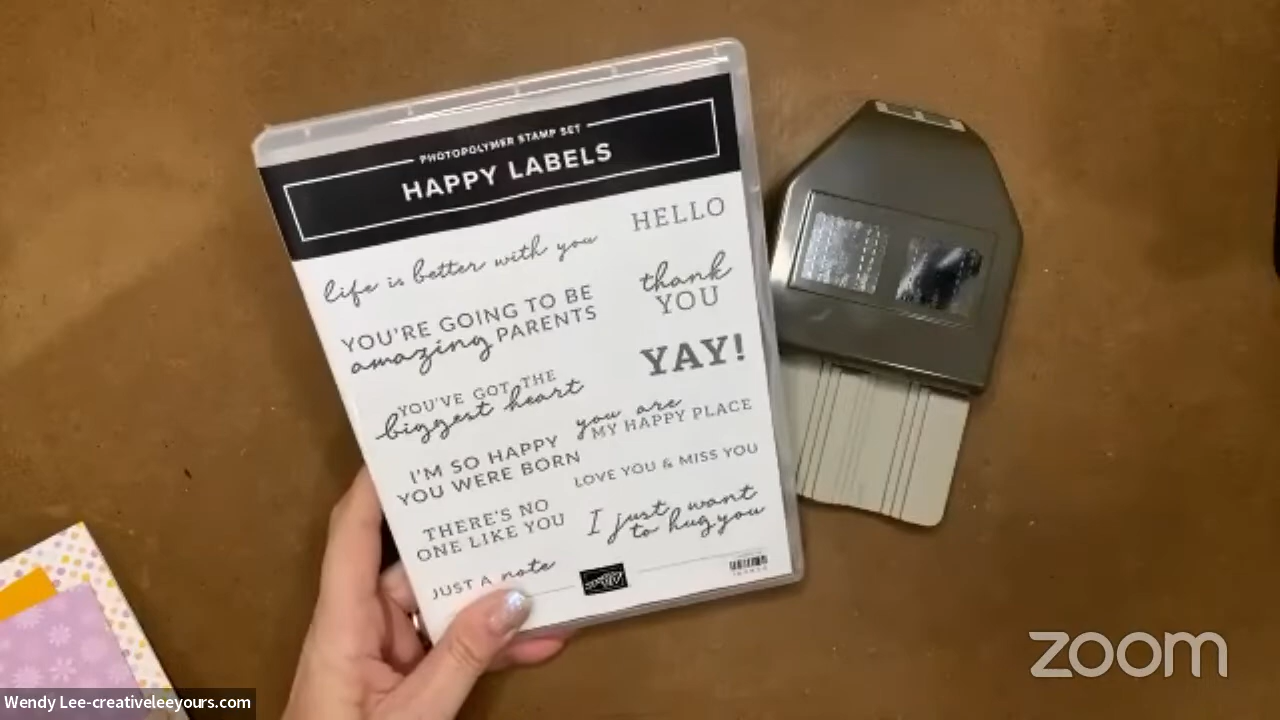 PHOTOPOLYMER STAMP SET
HAPPY LABELS
HELLO
life is better with you
thank
YOU
YOU'RE GOING TO BE
amazing PARENTS
YAY!
YOU'VE GOT THE
biggest heart
you are
MY HAPPY PLACE
I'M SO HAPPY
YOU WERE BORN
LOVE YOU & MISS YOU
THERE'S NO
ONE LIKE YOU
I just want
to hug you
JUST A note
zoom
Wendy Lee-creativeleeyours.com